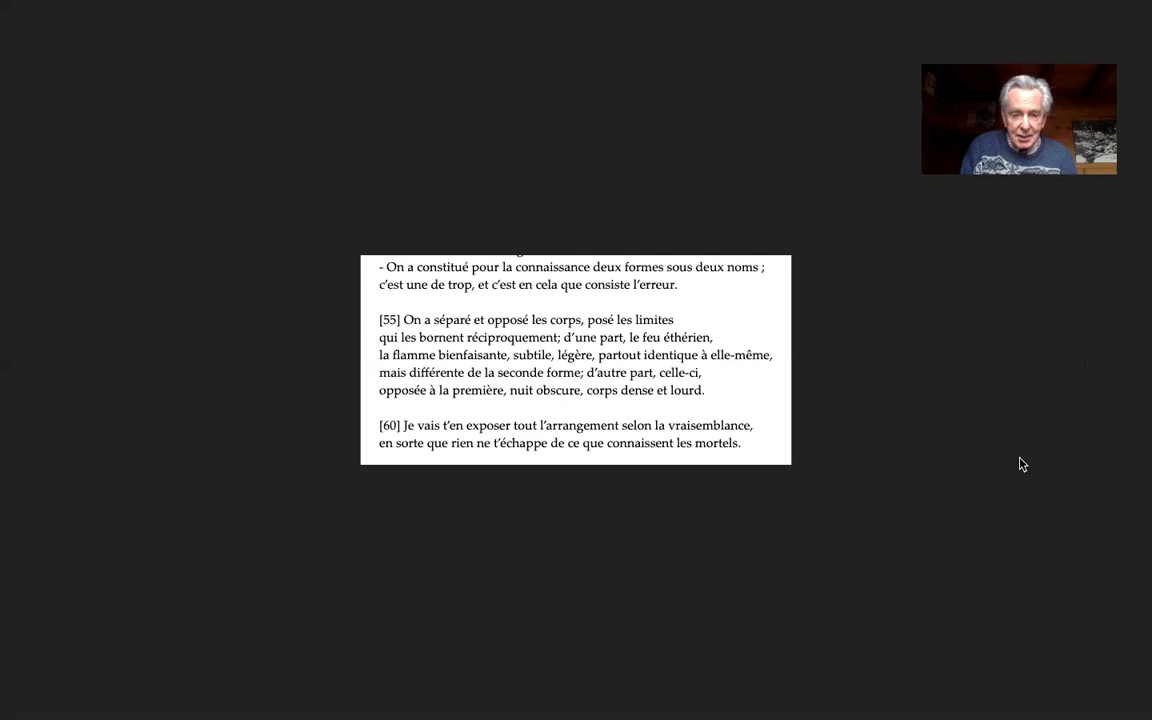 - On a constitué pour la connaissance deux formes sous deux noms ;
c’est une de trop, et c’est en cela que consiste l’erreur.
[55] On a séparé et opposé les corps, posé les limites
qui les bornent réciproquement; d’une part, le feu éthérien,
la flamme bienfaisante, subtile, légère, partout identique à elle-même,
mais différente de la seconde forme; d’autre part, celle-ci,
opposée à la première, nuit obscure, corps dense et lourd.
[60] Je vais t’en exposer tout l’arrangement selon la vraisemblance,
en sorte que rien ne t’échappe de ce que connaissent les mortels.